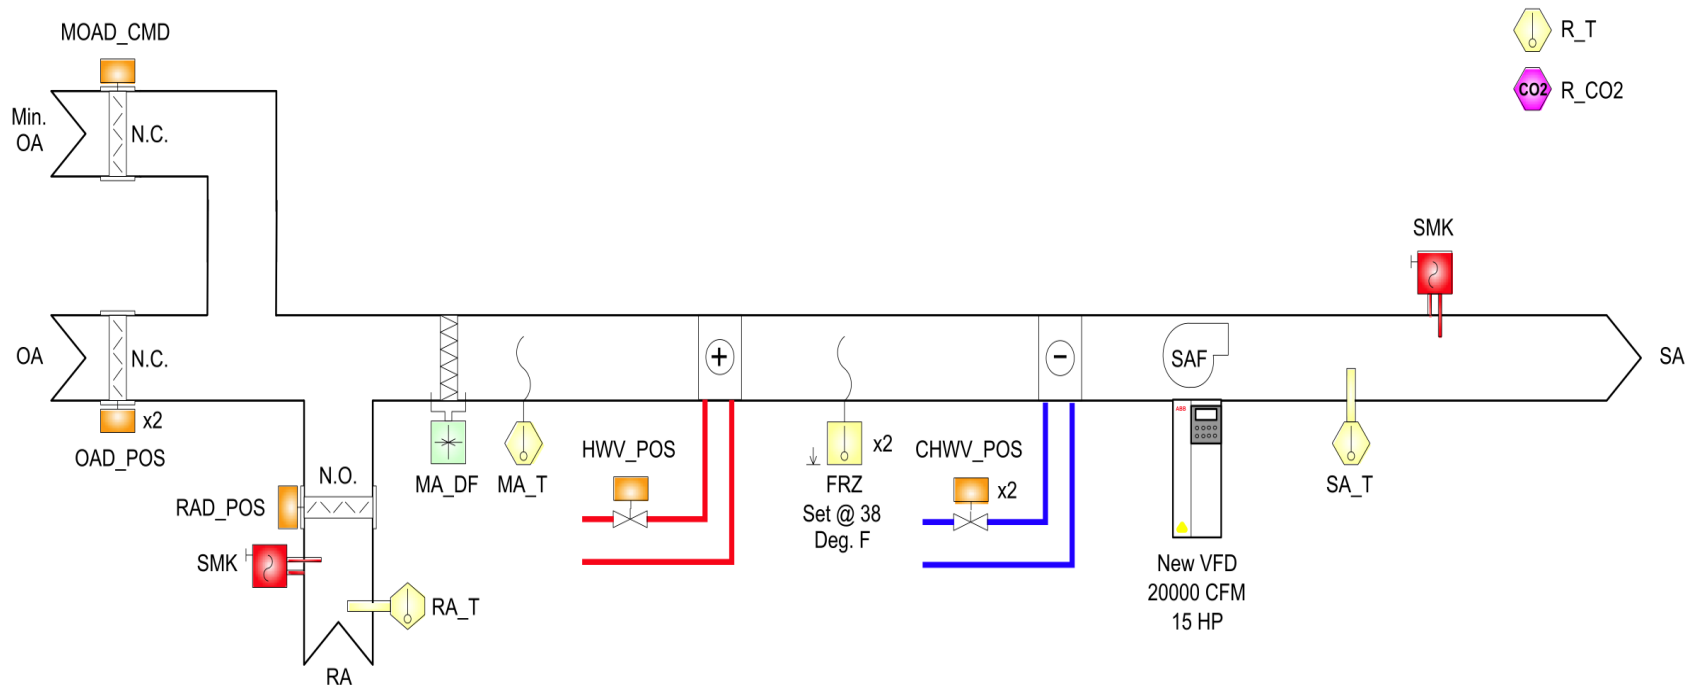 MOAD_CMD
R_T
CO2
R_CO2
Min.
OA
N.C.
SMK
OA
N.C.
+
−
SAF
SA
x2
OAD_POS
ABB
MA_DF
MA_T
HWV_POS
x2
FRZ
Set @ 38
Deg. F
CHWV_POS
x2
SA_T
N.O.
RAD_POS
SMK
RA_T
RA
New VFD
20000 CFM
15 HP